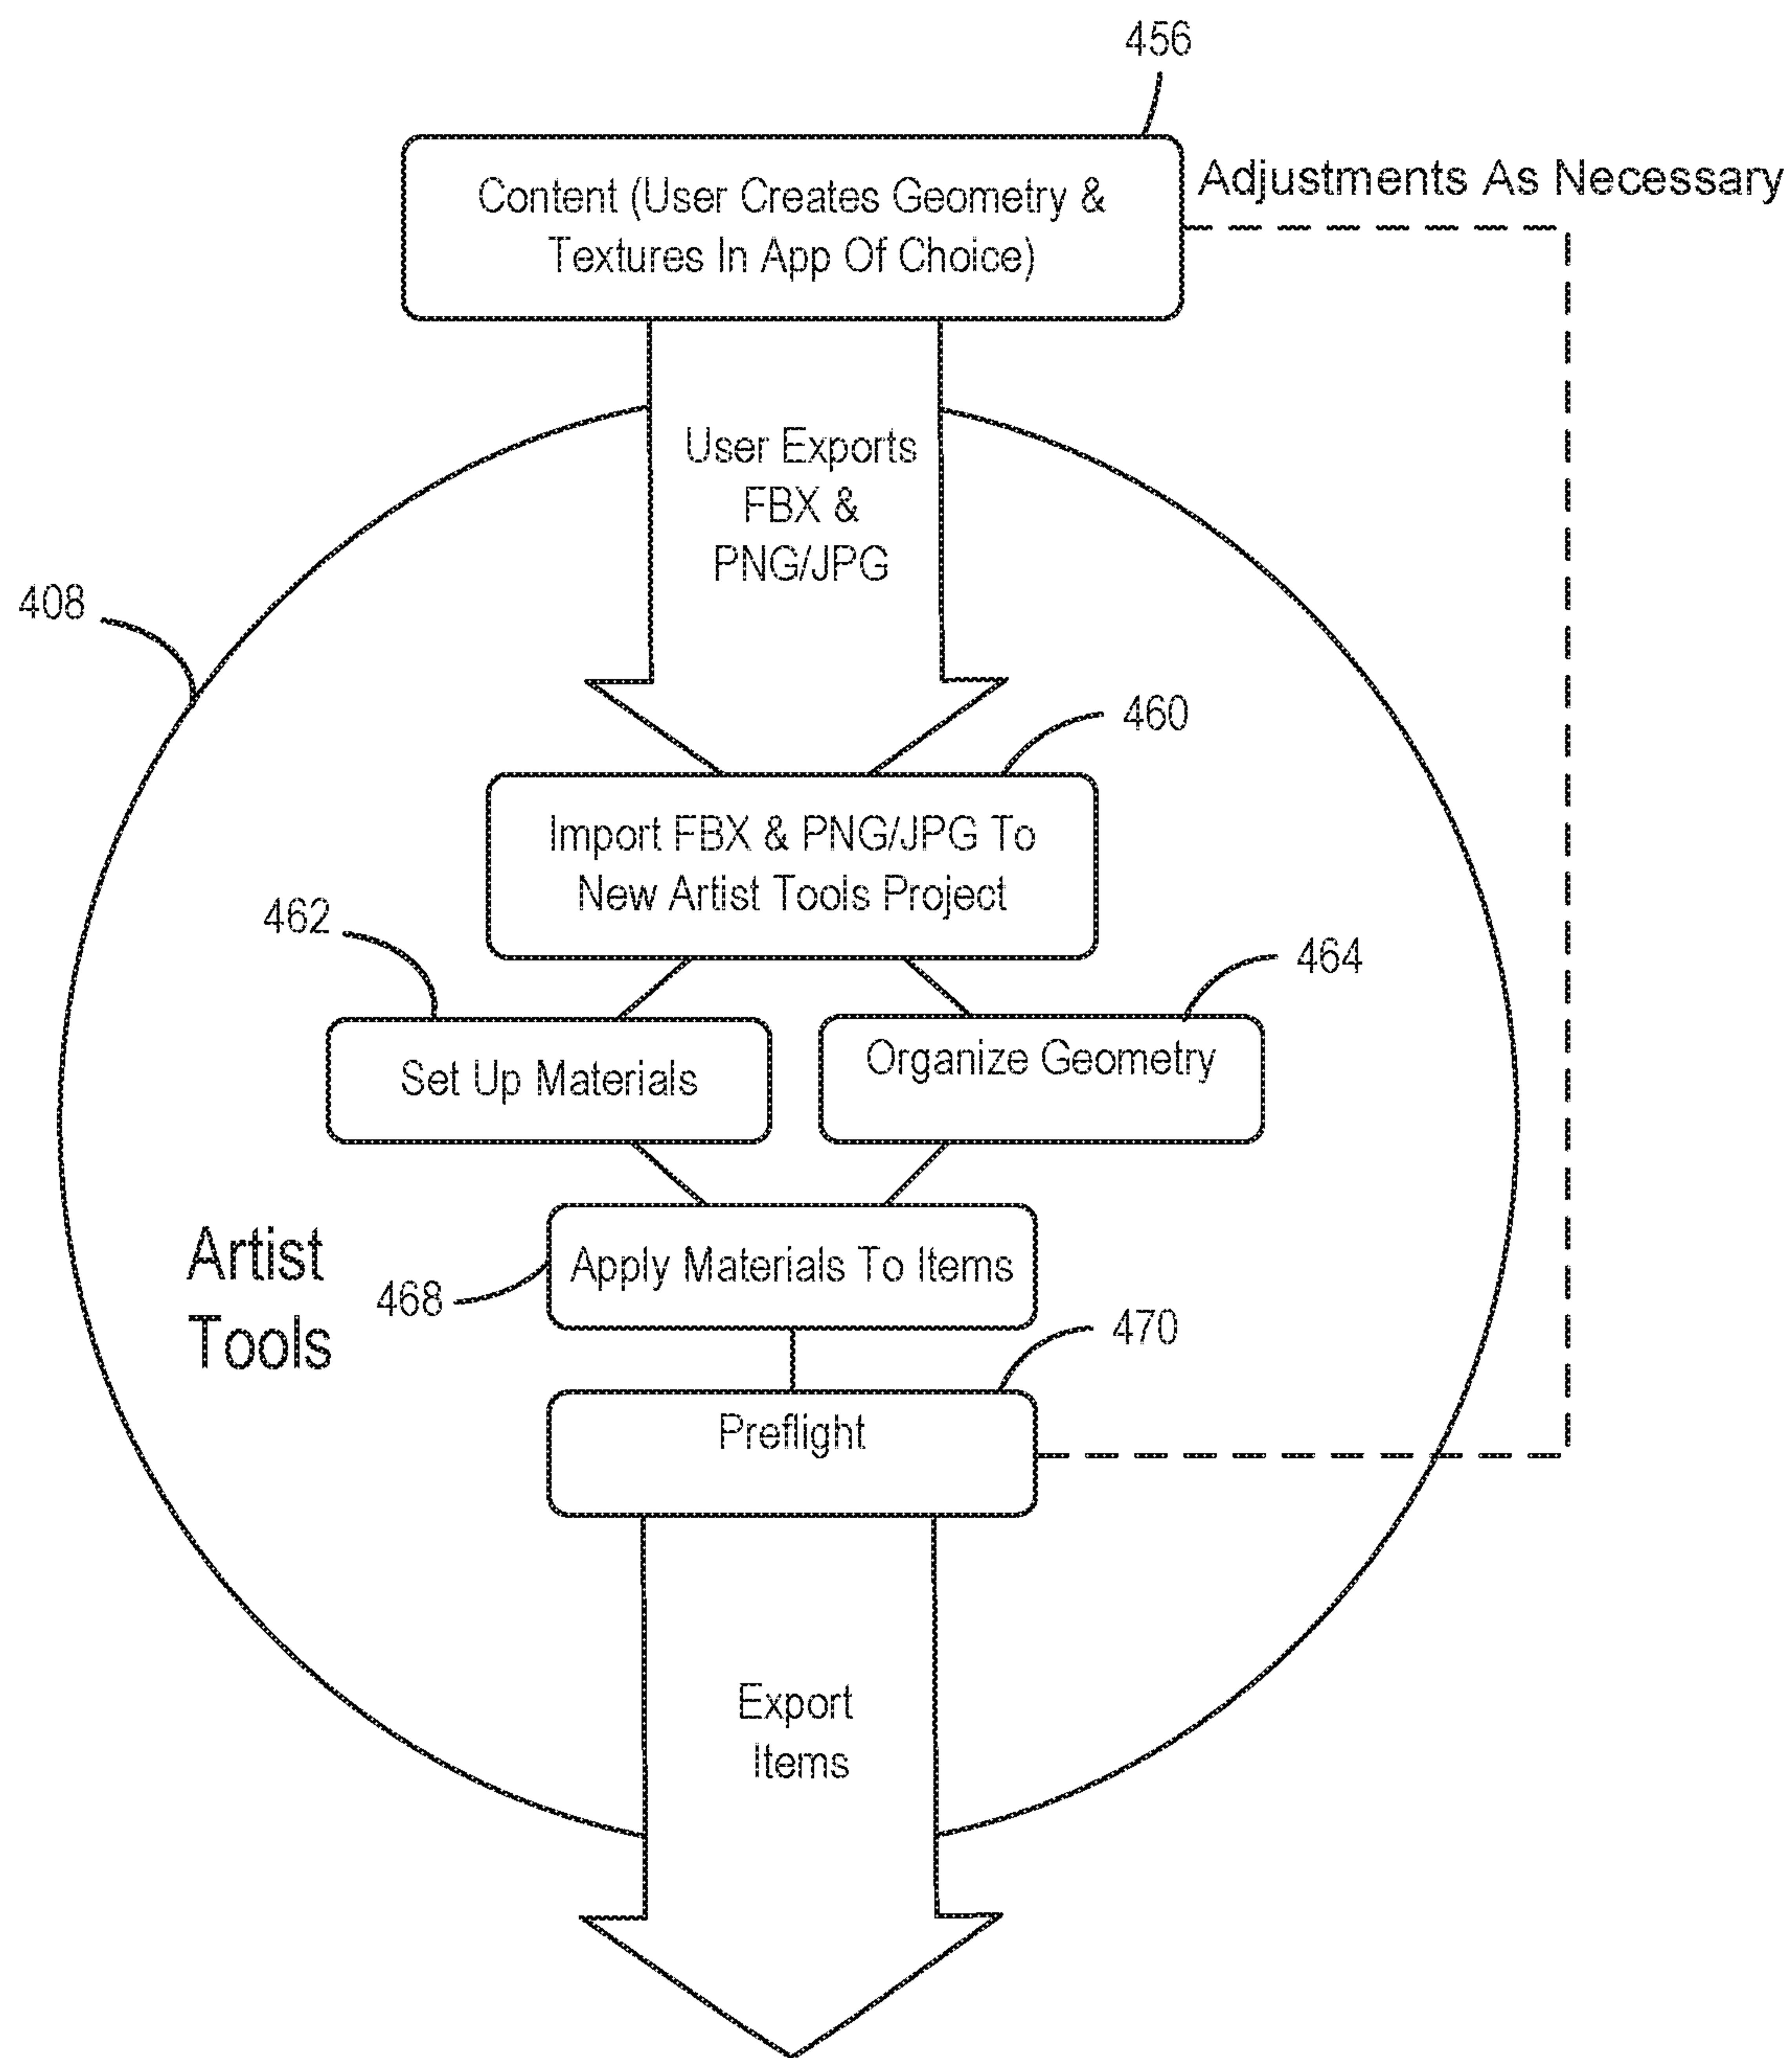 456
Content (User Creates Geometry &
Textures In App Of Choice)
Adjustments As Necessary
User Exports
FBX &
PNG/JPG
408
460
Import FBX & PNG/JPG To
New Artist Tools Project
462
464
Set Up Materials
Organize Geometry
Artist
Tools
468
Apply Materials To Items
470
Preflight
Export
Items